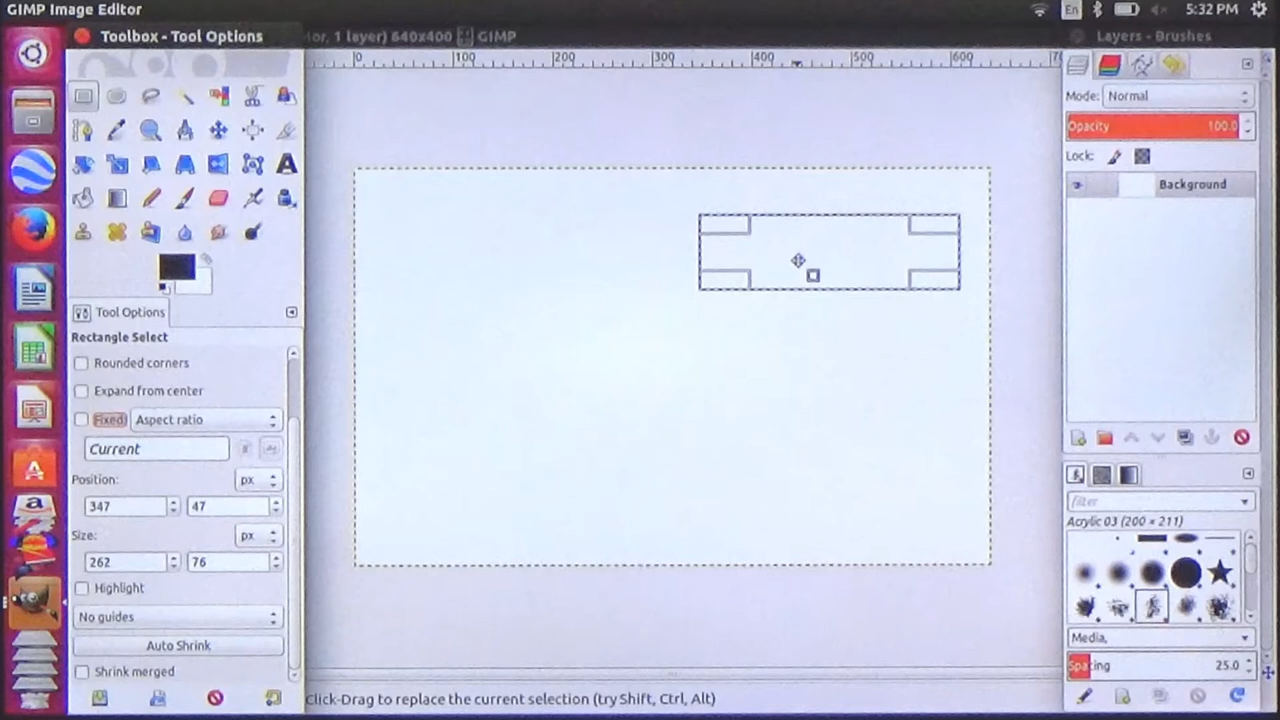 GIMP Image Editor
En
5:32 PM
Toolbox - Tool Options
or, 1 layer) 640x400
GIMP
Layers - Brushes
0
100
200
300
400
500
600
Mode:
Normal
Opacity
100.0
Lock:
Background
Tool Options
Rectangle Select
Rounded corners
Expand from center
Fixed
Aspect ratio
Current
Position:
px
347
47
Size:
px
262
76
Highlight
No guides
Auto Shrink
Shrink merged
filter
Acrylic 03 (200 × 211)
Media,
Spacing
25.0
Click-Drag to replace the current selection (try Shift, Ctrl, Alt)